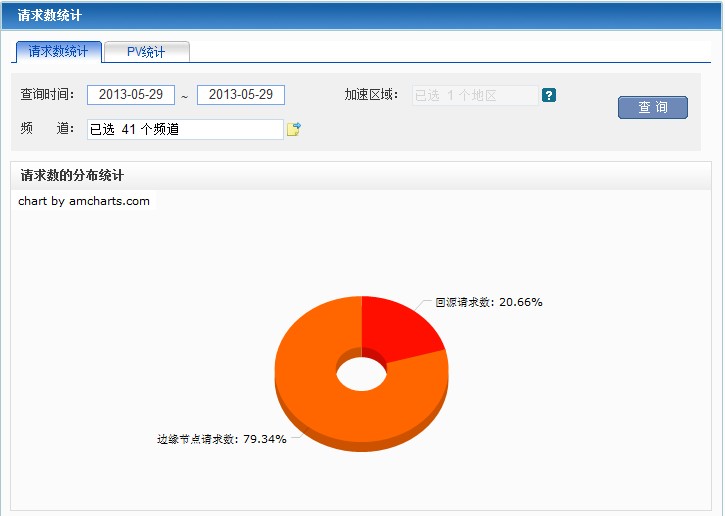 请求数统计
请求数统计 PV统计
查询时间: 2013-05-29 ~ 2013-05-29 加速区域: 已选 1 个地区 ?
查 询
频 道: 已选 41 个频道
请求数的分布统计
chart by amcharts.com
回源请求数: 20.66%
边缘节点请求数: 79.34%